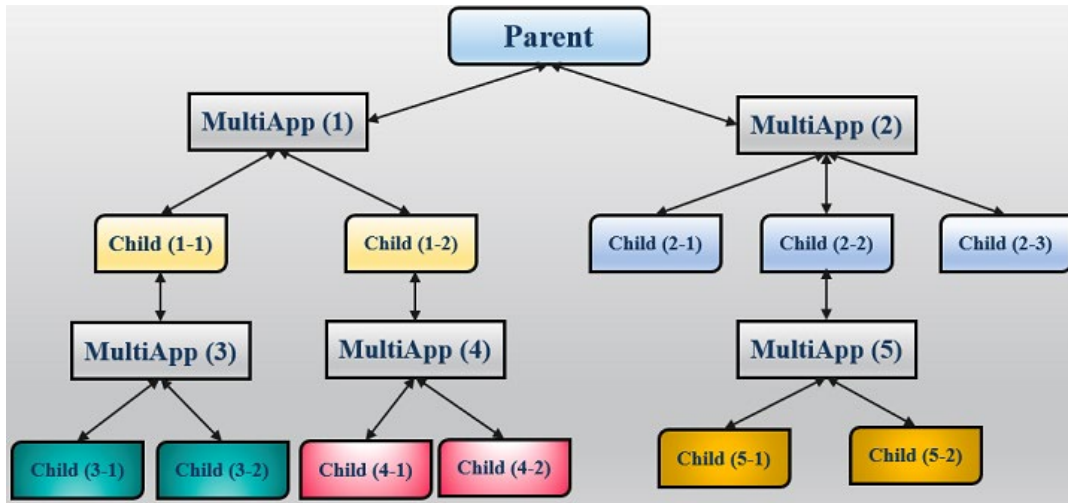 Parent
MultiApp (1)
MultiApp (2)
Child (1-1)
Child (1-2)
Child (2-1)
Child (2-2)
Child (2-3)
MultiApp (3)
MultiApp (4)
MultiApp (5)
Child (3-1)
Child (3-2)
Child (4-1)
Child (4-2)
Child (5-1)
Child (5-2)